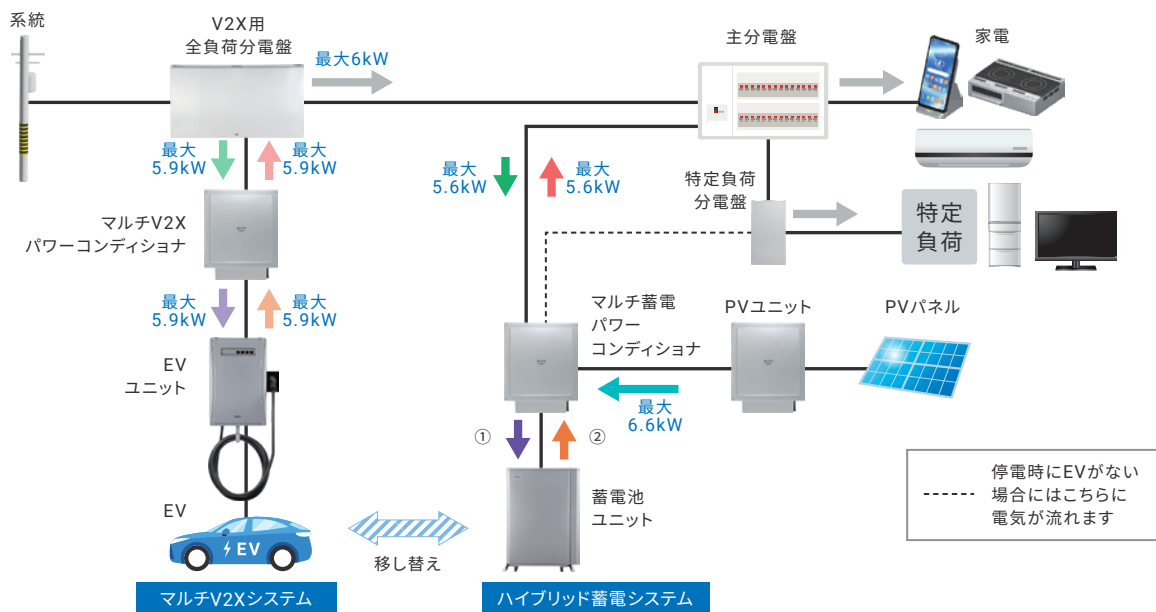 系統
V2X用
全負荷分電盤
最大6kW
主分電盤
家電
最大
5.9kW
最大
5.9kW
最大
5.6kW
最大
5.6kW
特定負荷
分電盤
特定
負荷
マルチV2X
パワーコンディショナ
最大
5.9kW
最大
5.9kW
マルチ蓄電
パワー
コンディショナ
PVユニット
PVパネル
EV
ユニット
最大
6.6kW
①
②
EV
EV
移し替え
蓄電池
ユニット
停電時にEVがない
場合にはこちらに
電気が流れます
マルチV2Xシステム
ハイブリッド蓄電システム